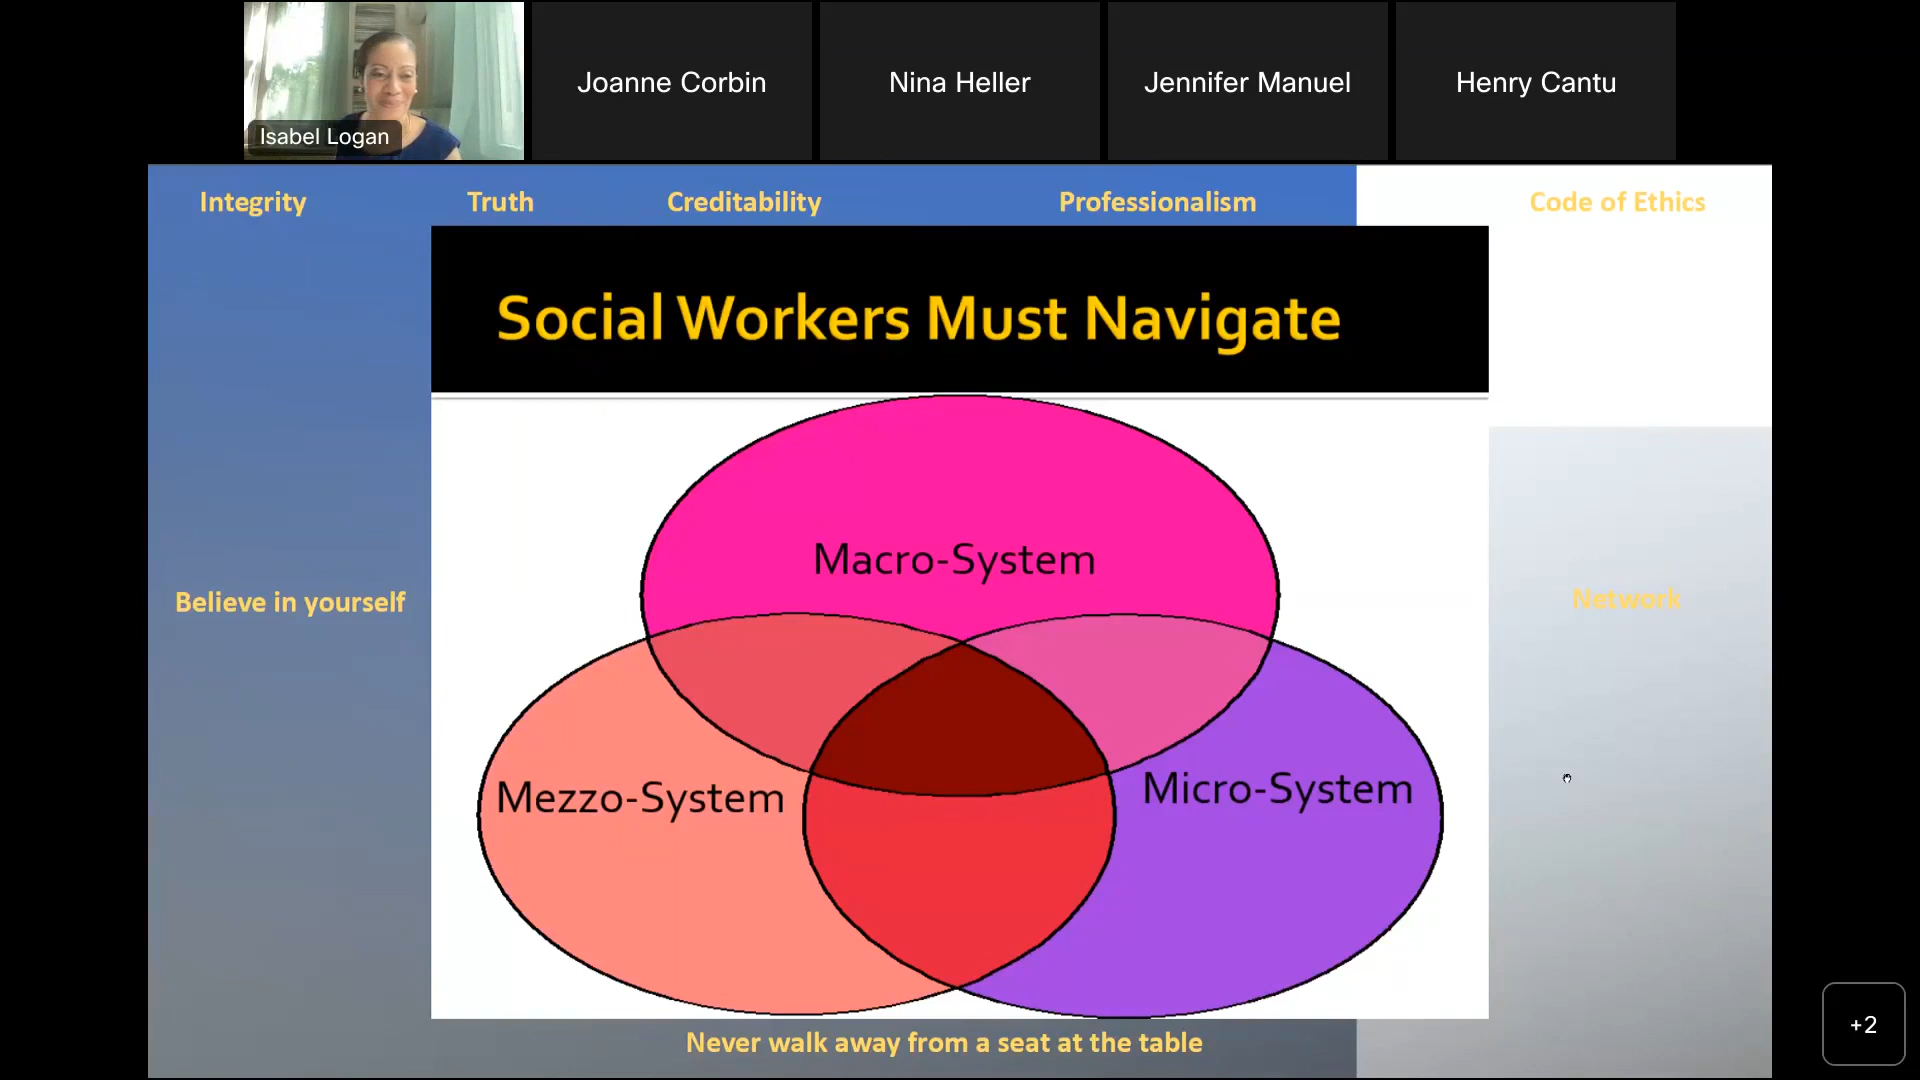 Joanne Corbin
Nina Heller
Jennifer Manuel
Henry Cantu
Isabel Logan
Integrity
Truth
Creditability
Professionalism
Code of Ethics
Social Workers Must Navigate
Macro-System
Believe in yourself
Network
Mezzo-System
Micro-System
Never walk away from a seat at the table
+2